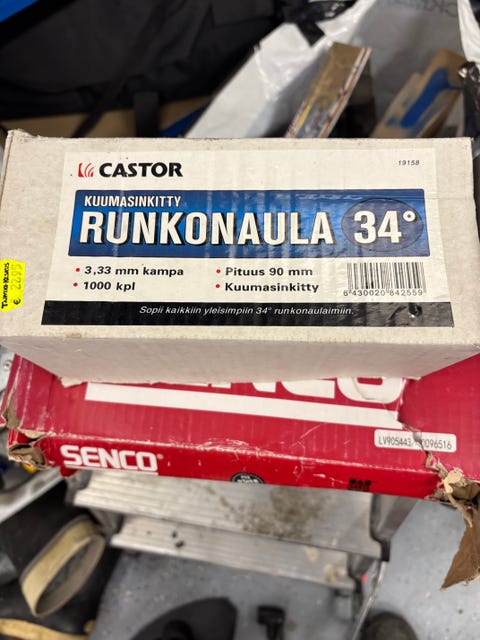 CASTOR
19158
KUUMASINKITTY
RUNKONAULA 34°
• 3,33 mm kampa
• Pituus 90 mm
• 1000 kpl
• Kuumasinkitty
6 430020 842559
Sopii kaikkiin yleisimpiin 34° runkonaulaimiin.
SENCO
SENCO®